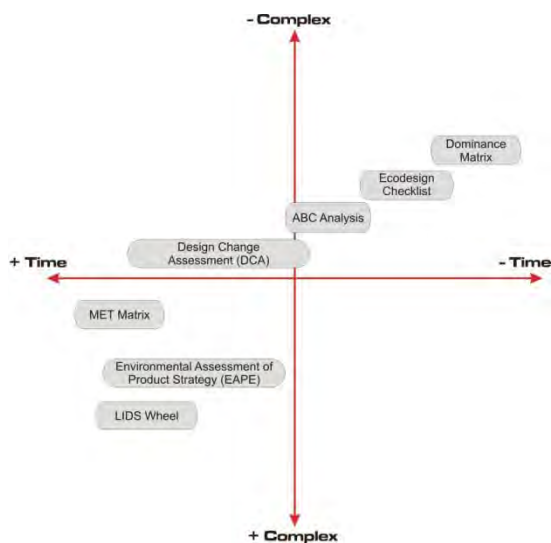 - Complex
Dominance
Matrix
Ecodesign
Checklist
ABC Analysis
Design Change
Assessment (DCA)
+ Time
- Time
MET Matrix
Environmental Assessment of
Product Strategy (EAPE)
LIDS Wheel
+ Complex